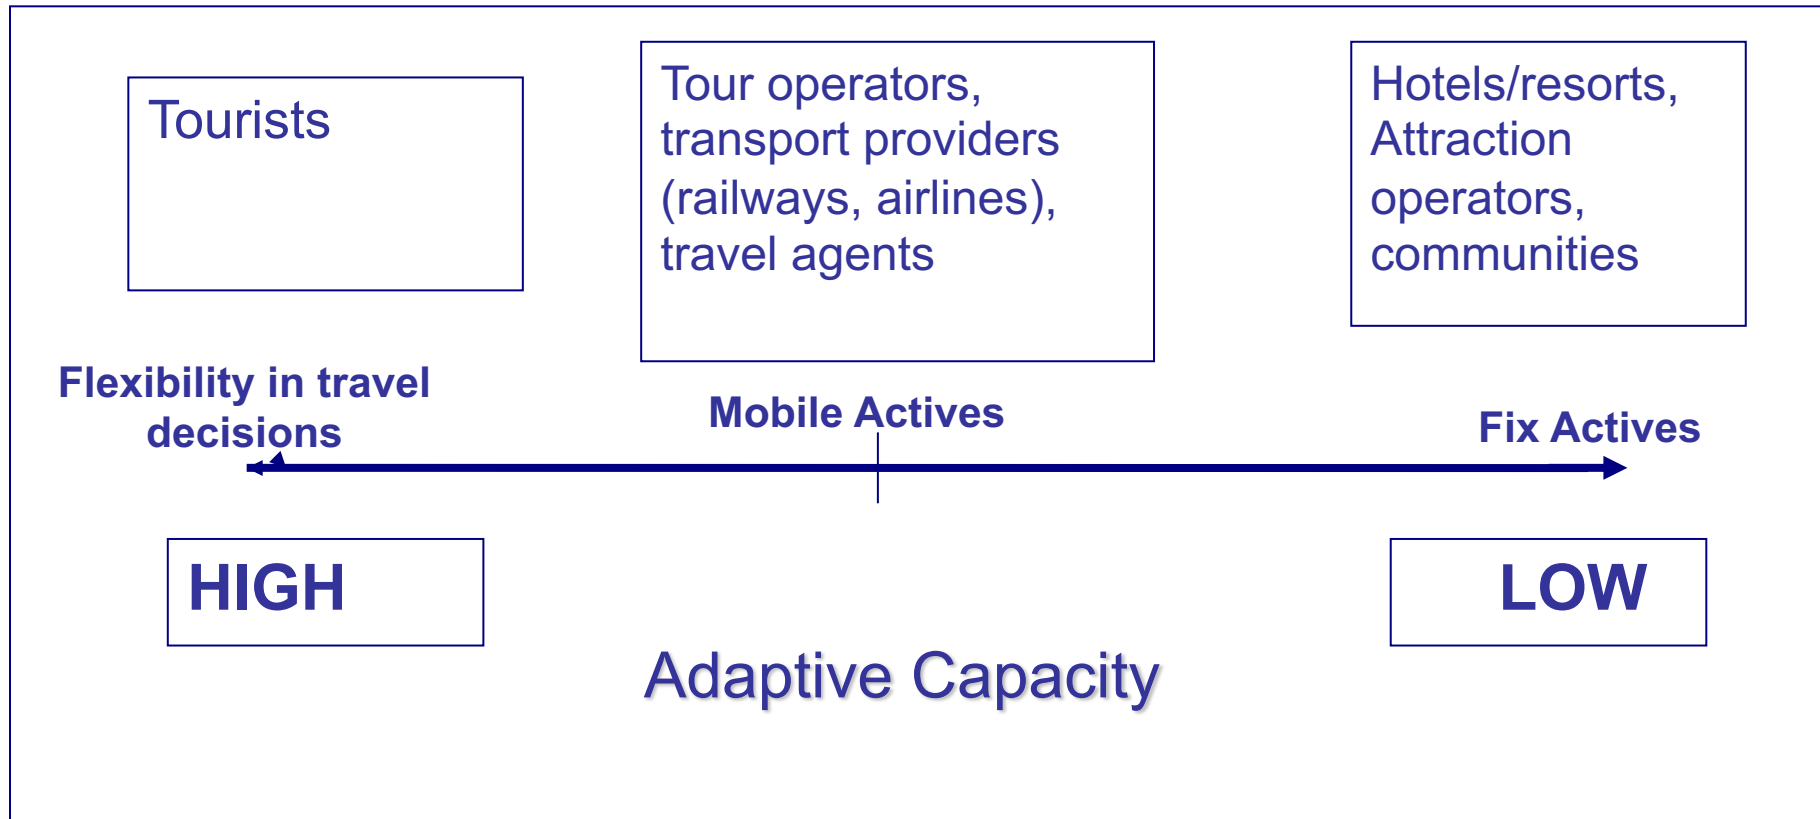 Tourists
Tour operators,
transport providers
(railways, airlines),
travel agents
Hotels/resorts,
Attraction
operators,
communities
Flexibility in travel
decisions
Mobile Actives
Fix Actives
HIGH
LOW
Adaptive Capacity